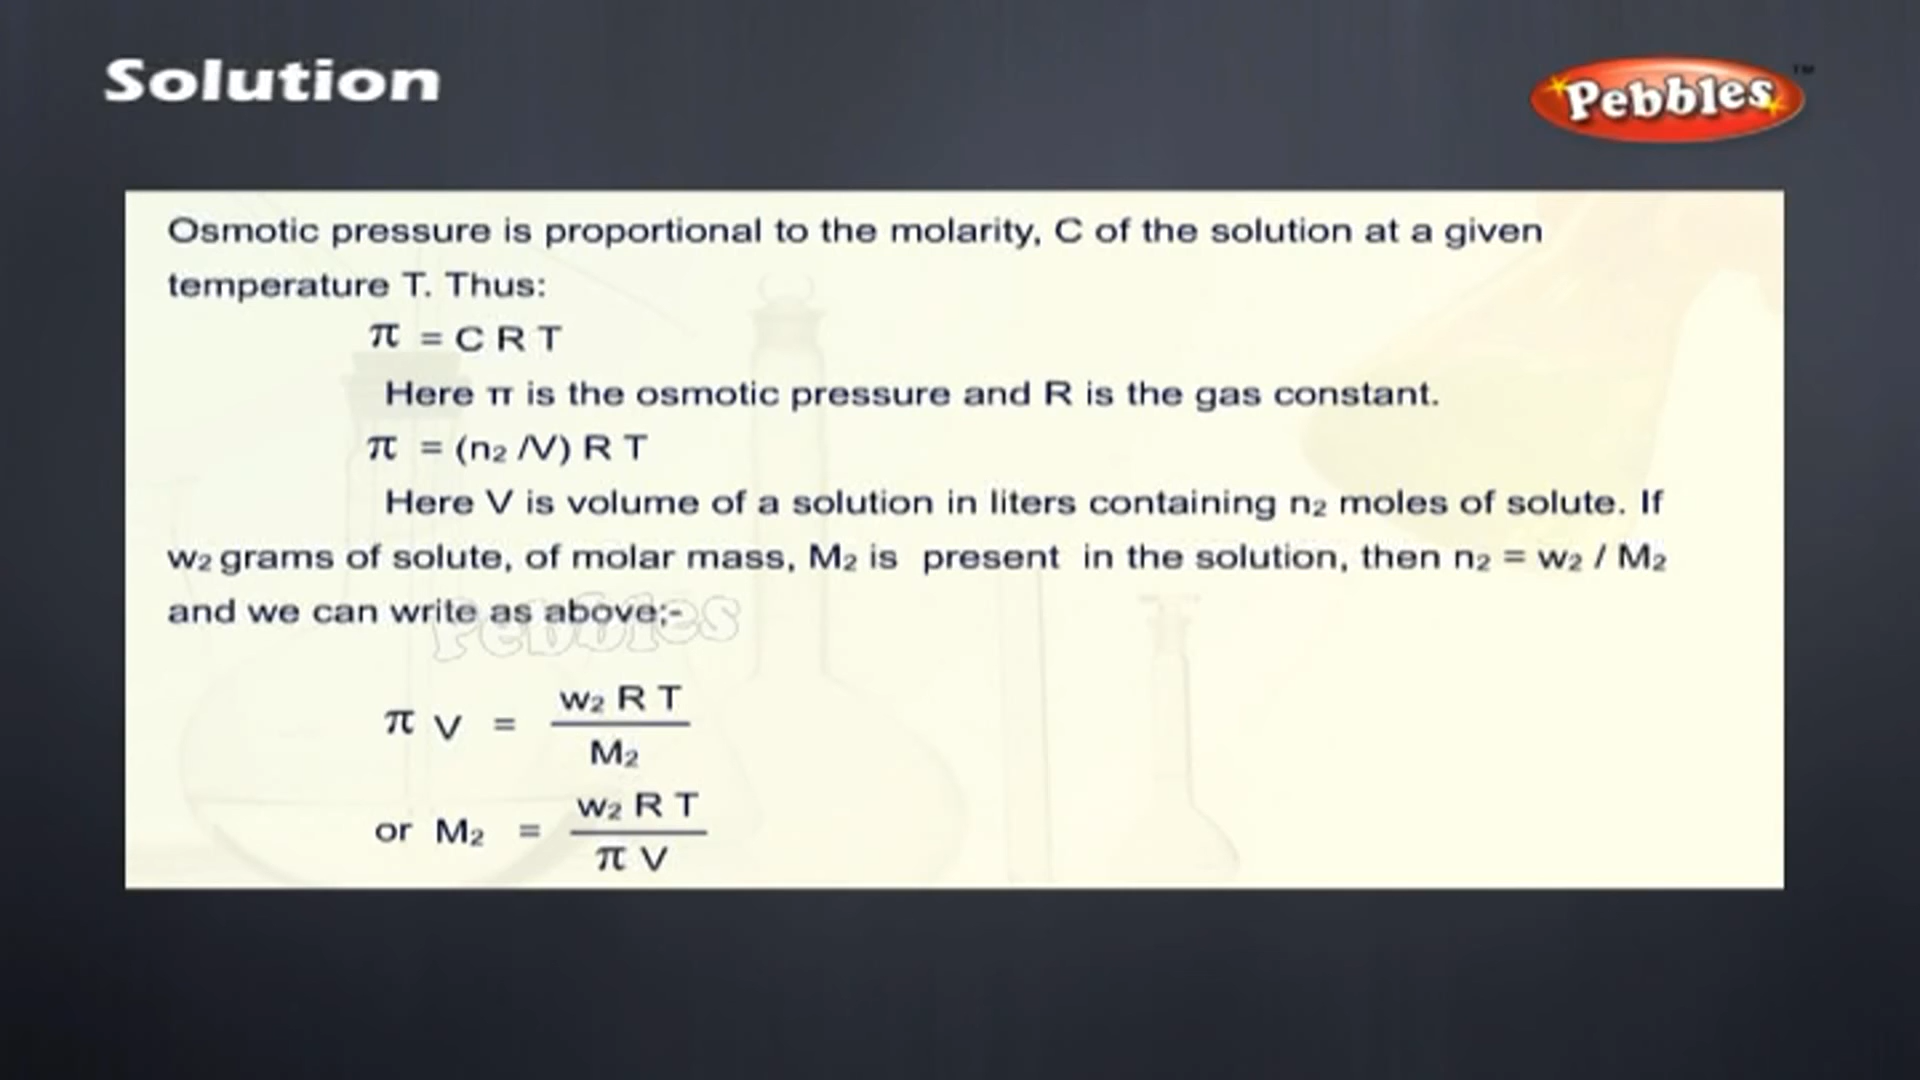 Solution
Pebbles™
Osmotic pressure is proportional to the molarity, C of the solution at a given
temperature T. Thus:
π = C R T
Here π is the osmotic pressure and R is the gas constant.
π = (n₂ /V) R T
Here V is volume of a solution in liters containing n₂ moles of solute. If
w₂ grams of solute, of molar mass, M₂ is present in the solution, then n₂ = w₂ / M₂
and we can write as above;-
Pebbles
π V = w₂ R T / M₂
or M₂ = w₂ R T / π V